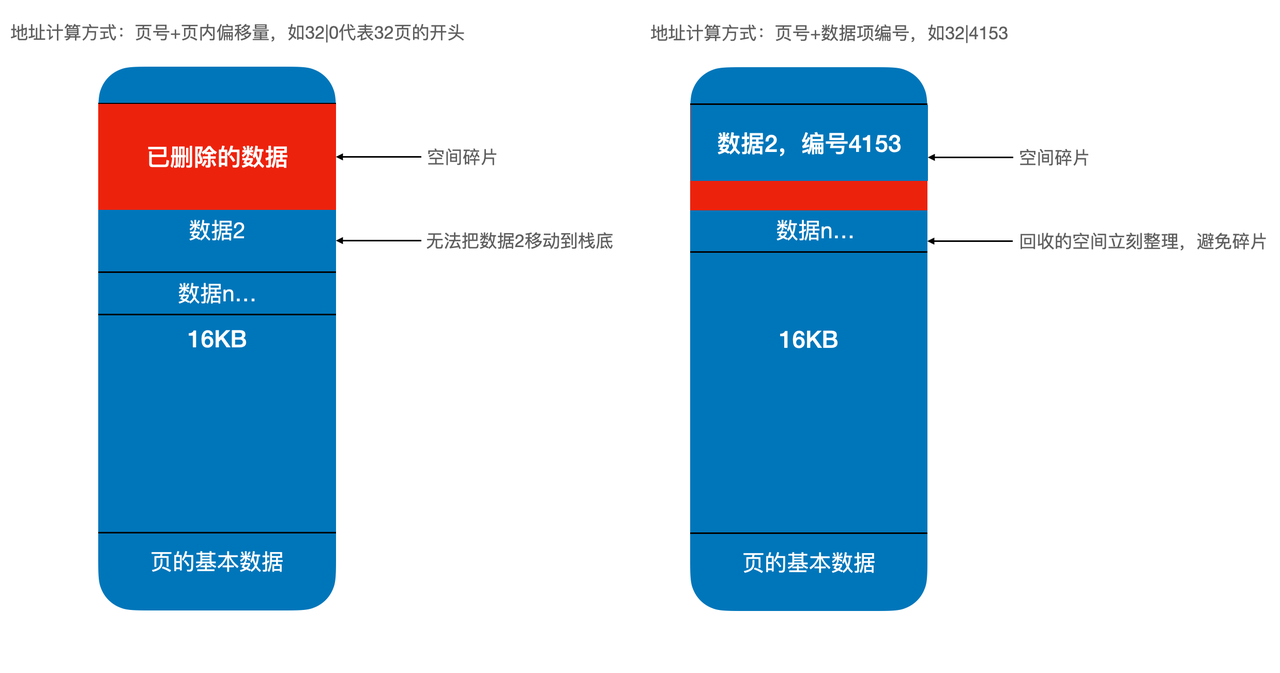 地址计算方式：页号+页内偏移量，如32|0代表32页的开头
已删除的数据
空间碎片
数据2
无法把数据2移动到栈底
数据n…
16KB
页的基本数据
地址计算方式：页号+数据项编号，如32|4153
数据2，编号4153
空间碎片
数据n…
回收的空间立刻整理，避免碎片
16KB
页的基本数据